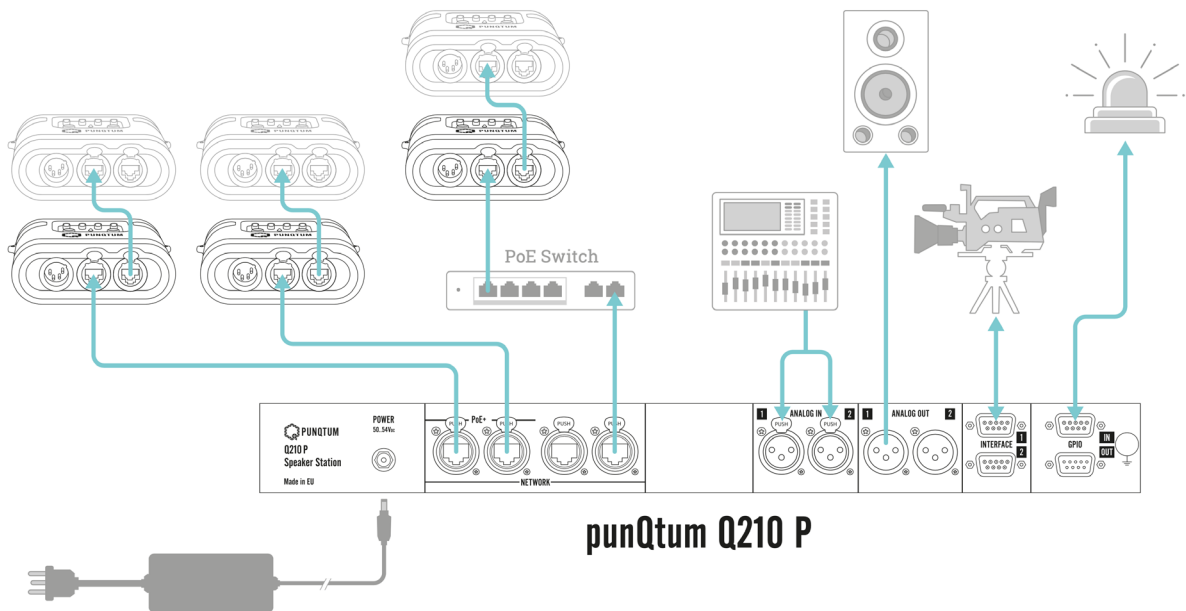 PUNQTUM
PUNQTUM
PUNQTUM
PUNQTUM
PUNQTUM
PUNQTUM
PoE Switch
PUNQTUM
Q210 P
Speaker Station
Made in EU
POWER
50..54VDC
PoE+
PUSH
PUSH
PUSH
PUSH
NETWORK
1 ANALOG IN 2
PUSH
PUSH
1 ANALOG OUT 2
INTERFACE
1
2
GPIO
IN
OUT
punQtum Q210 P